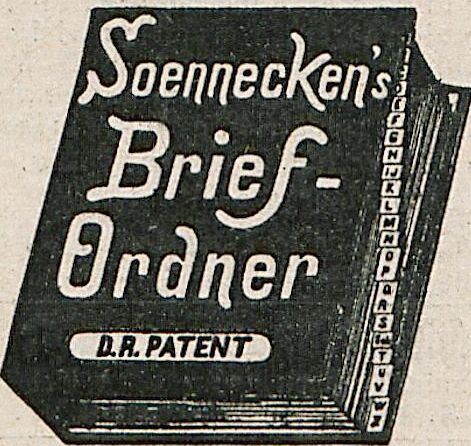 Soennecken's
Brief-
Ordner
D.R. PATENT